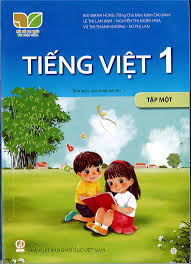 BÙI MẠNH HÙNG (Tổng Chủ biên kiêm Chủ biên)
LÊ THỊ LAN ANH - NGUYỄN THỊ NGÂN HOA
VŨ THỊ THANH HƯƠNG - VŨ THỊ LAN
TIẾNG VIỆT 1
TẬP MỘT
NHÀ XUẤT BẢN GIÁO DỤC VIỆT NAM